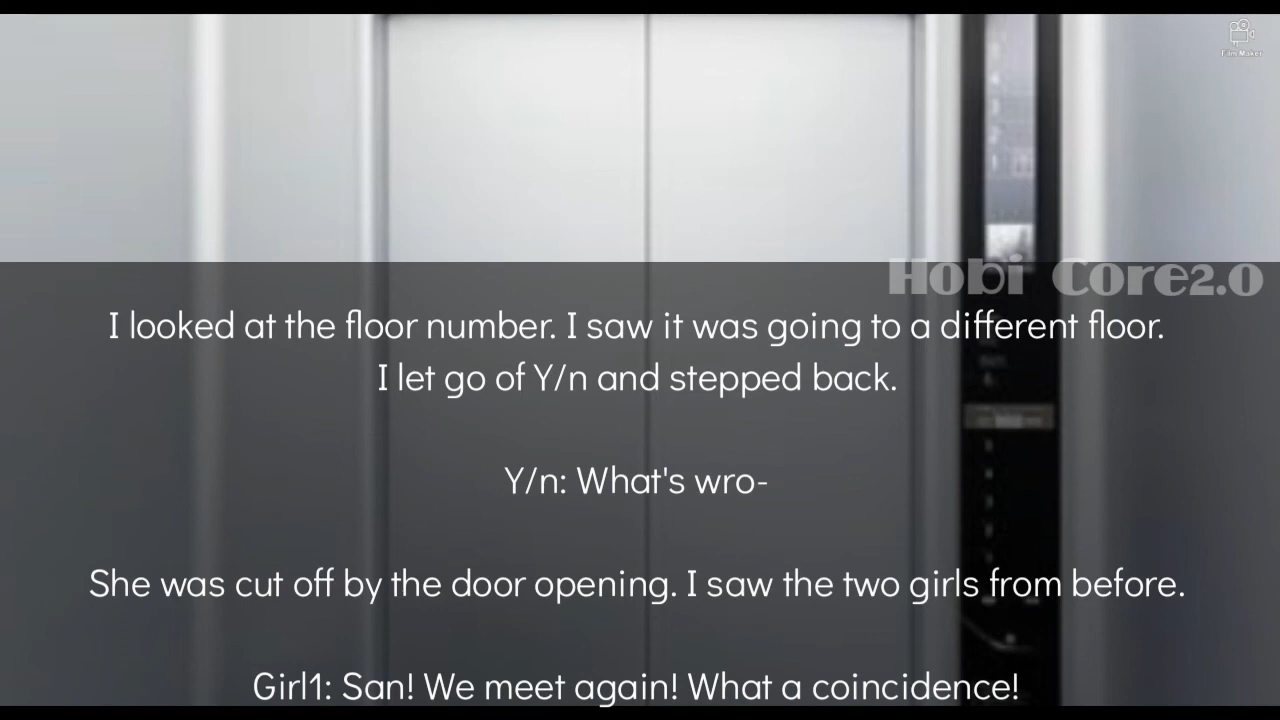 Film Maker
Hobi Core2.0
I looked at the floor number. I saw it was going to a different floor.
I let go of Y/n and stepped back.
Y/n: What's wro-
She was cut off by the door opening. I saw the two girls from before.
Girl1: San! We meet again! What a coincidence!